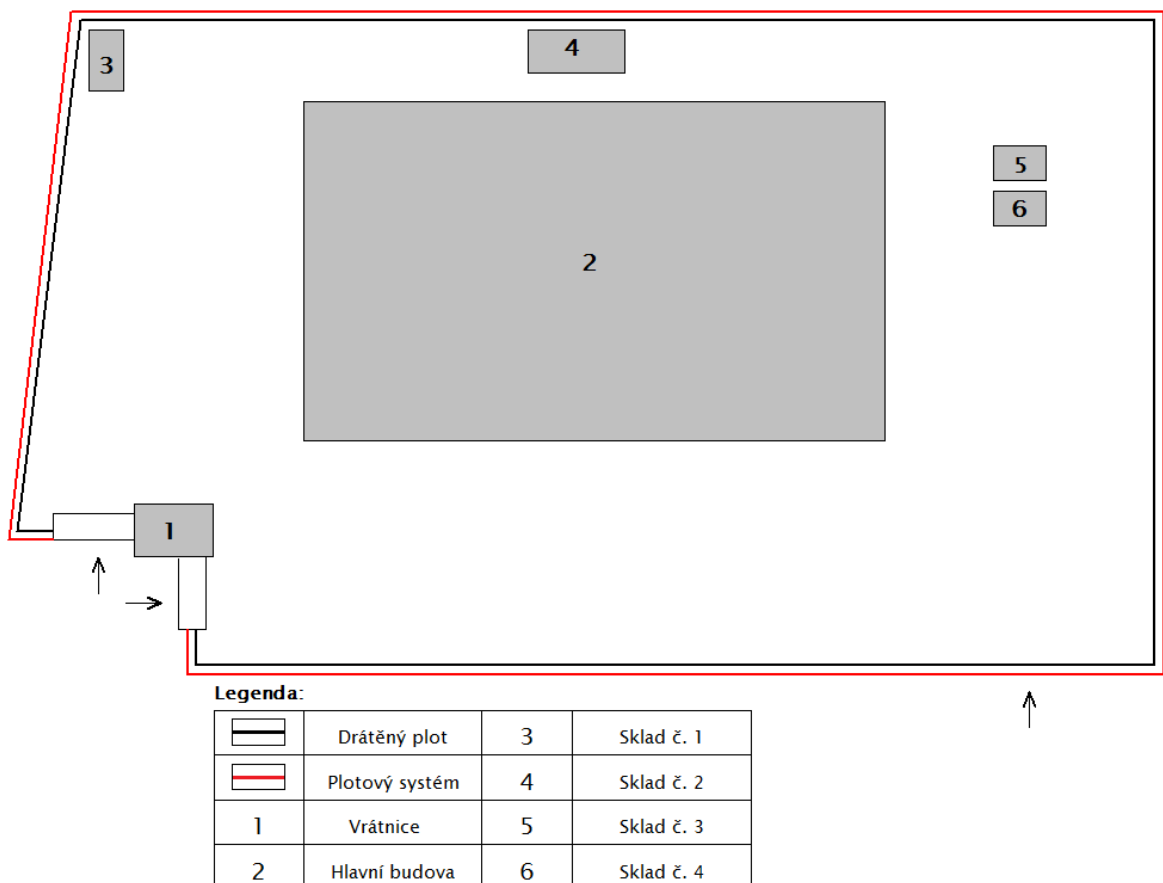 3
4
5
6
2
1
Legenda:
Drátěný plot 3 Sklad č. 1
Plotový systém 4 Sklad č. 2
1 Vrátnice 5 Sklad č. 3
2 Hlavní budova 6 Sklad č. 4